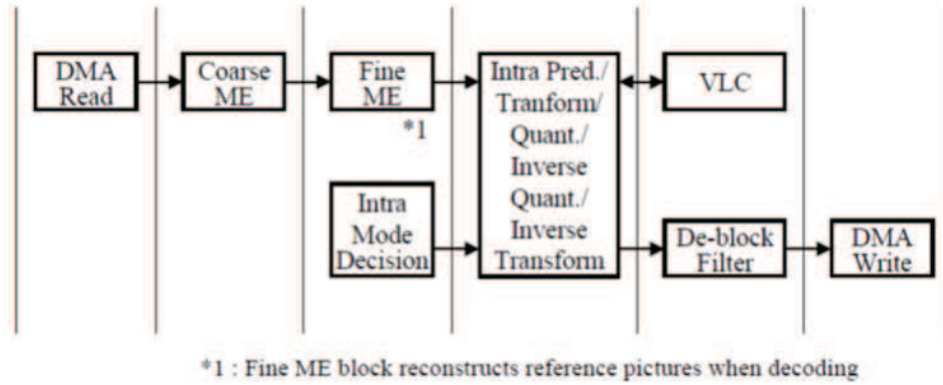 DMA
Read
Coarse
ME
Fine
ME
*1
Intra
Mode
Decision
Intra Pred./
Tranform/
Quant./
Inverse
Quant./
Inverse
Transform
VLC
De-block
Filter
DMA
Write
*1 : Fine ME block reconstructs reference pictures when decoding